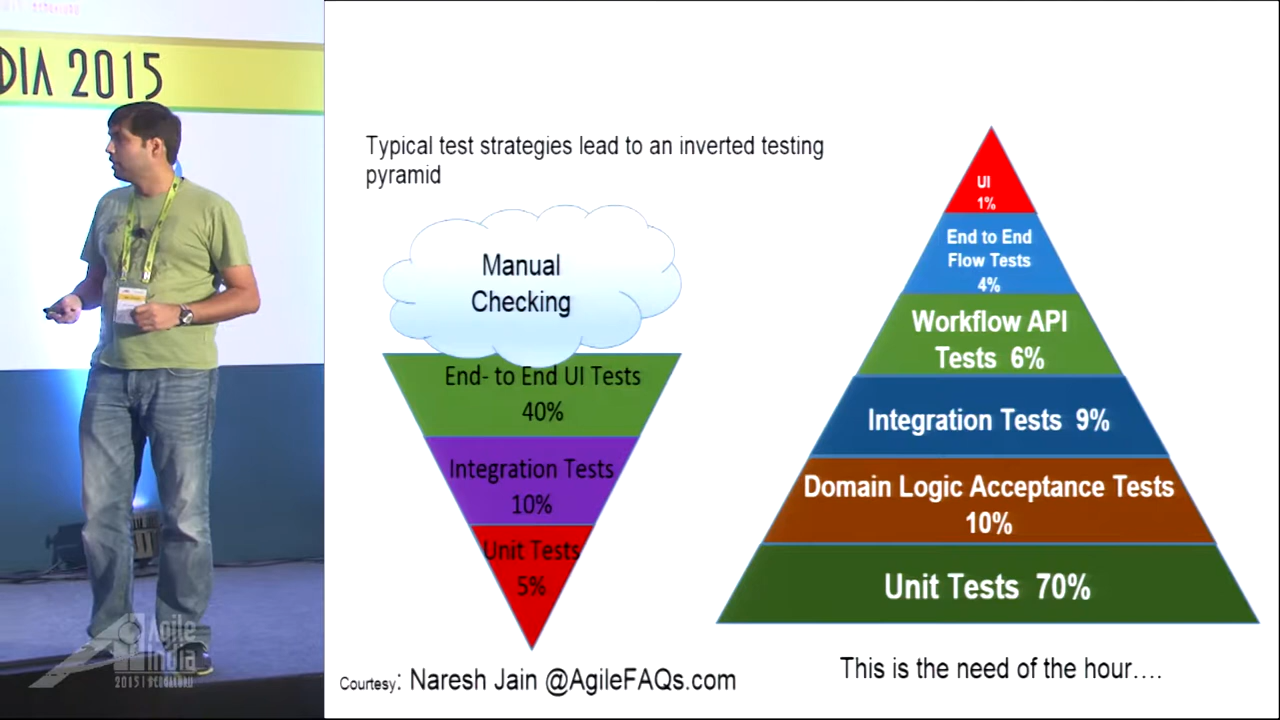 DIA 2015
Typical test strategies lead to an inverted testing
pyramid
Manual
Checking
End- to End UI Tests
40%
Integration Tests
10%
Unit Tests
5%
Courtesy: Naresh Jain @AgileFAQs.com
UI
1%
End to End
Flow Tests
4%
Workflow API
Tests 6%
Integration Tests 9%
Domain Logic Acceptance Tests
10%
Unit Tests 70%
This is the need of the hour....
Agile
India
2015 | BENGALURU